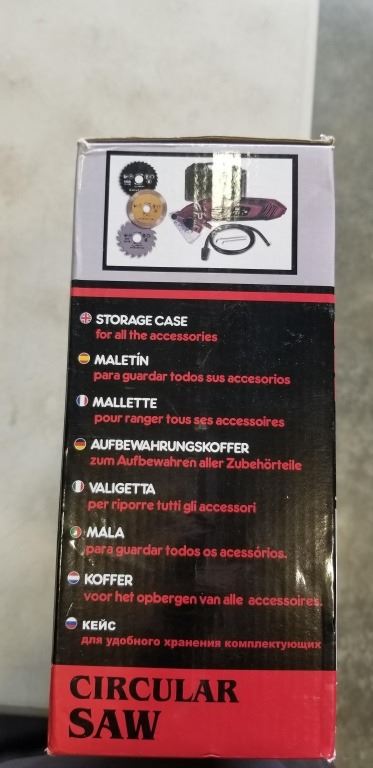 STORAGE CASE
for all the accessories
MALETÍN
para guardar todos sus accesorios
MALLETTE
pour ranger tous ses accessoires
AUFBEWAHRUNGSKOFFER
zum Aufbewahren aller Zubehörteile
VALIGETTA
per riporre tutti gli accessori
MALA
para guardar todos os acessórios.
KOFFER
voor het opbergen van alle accessoires.
КЕЙС
для удобного хранения комплектующих
CIRCULAR
SAW